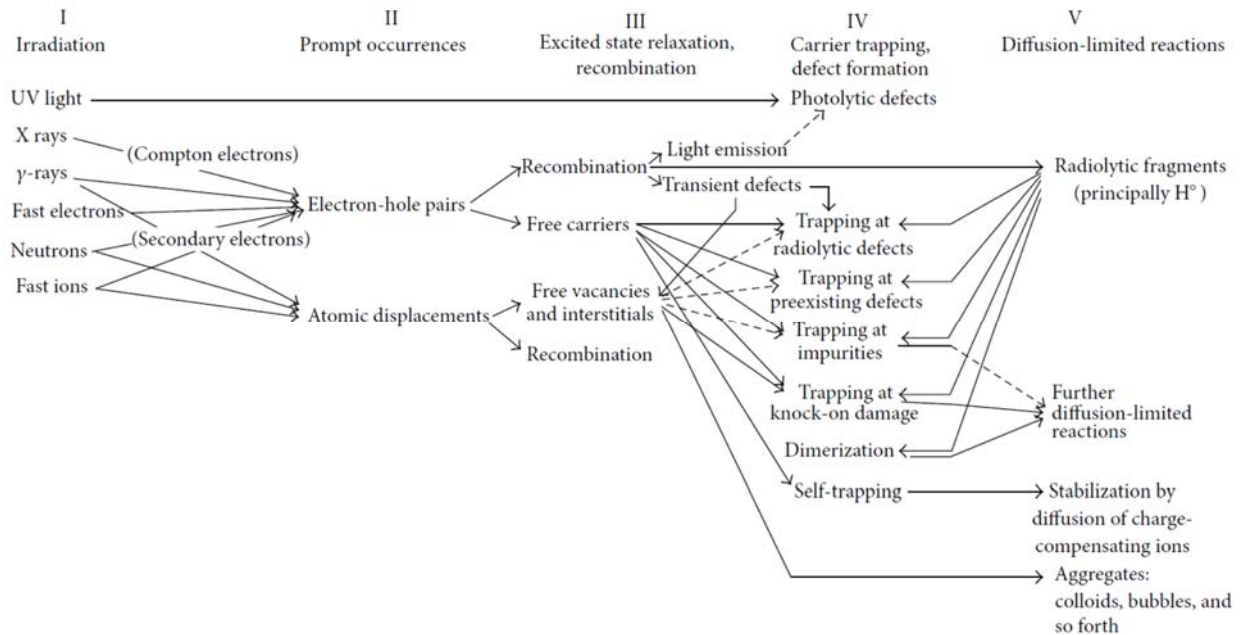 I
Irradiation
II
Prompt occurrences
III
Excited state relaxation,
recombination
IV
Carrier trapping,
defect formation
V
Diffusion-limited reactions
UV light
X rays
γ-rays
Fast electrons
Neutrons
Fast ions
(Compton electrons)
Electron-hole pairs
(Secondary electrons)
Atomic displacements
Recombination
Free carriers
Free vacancies
and interstitials
Recombination
Photolytic defects
Light emission
Transient defects
Trapping at
radiolytic defects
Trapping at
preexisting defects
Trapping at
impurities
Trapping at
knock-on damage
Dimerization
Self-trapping
Radiolytic fragments
(principally H°)
Further
diffusion-limited
reactions
Stabilization by
diffusion of charge-
compensating ions
Aggregates:
colloids, bubbles, and
so forth